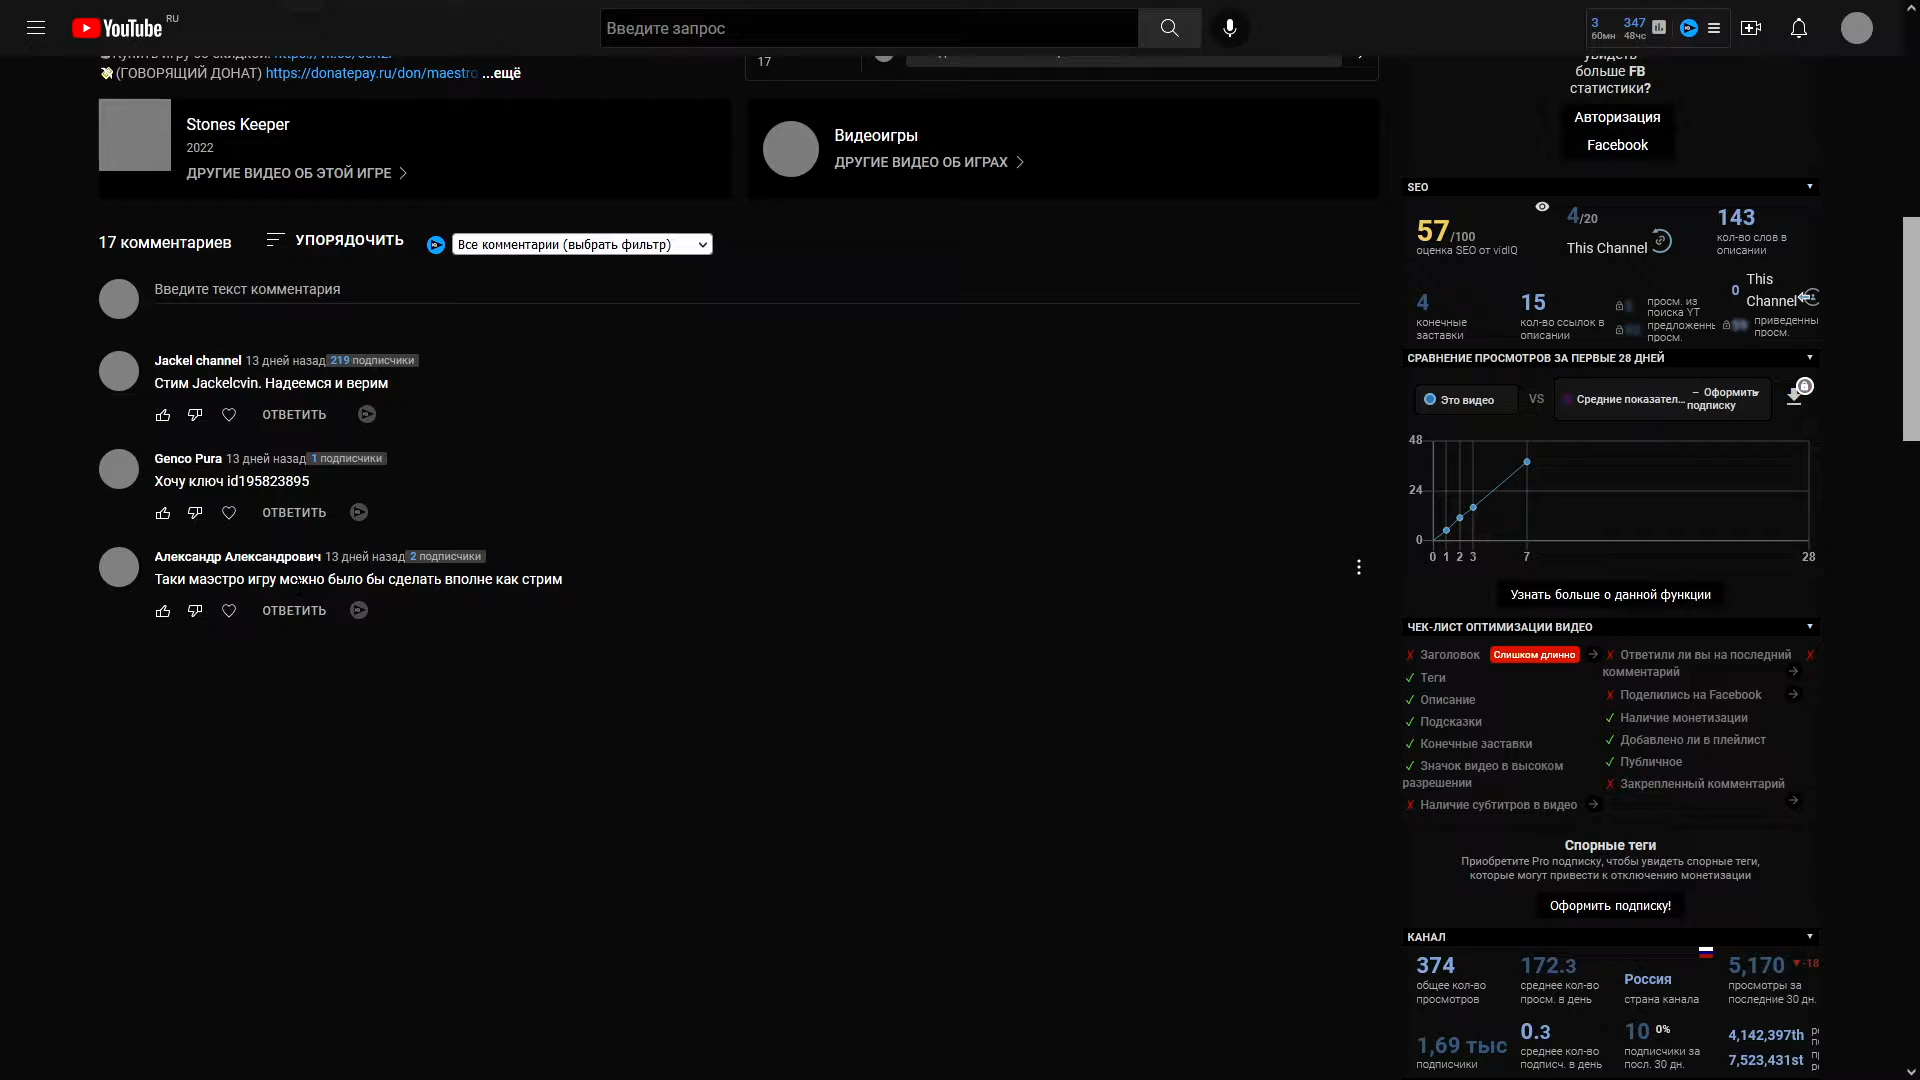 YouTube RU
Введите запрос
3 347
60мн 48чс
(ГОВОРЯЩИЙ ДОНАТ) https://donatepay.ru/don/maestro ...ещё
17
Stones Keeper
2022
ДРУГИЕ ВИДЕО ОБ ЭТОЙ ИГРЕ
Видеоигры
ДРУГИЕ ВИДЕО ОБ ИГРАХ
17 комментариев
УПОРЯДОЧИТЬ
Все комментарии (выбрать фильтр)
Введите текст комментария
Jackel channel 13 дней назад 219 подписчики
Стим Jackelcvin. Надеемся и верим
ОТВЕТИТЬ
Genco Pura 13 дней назад 1 подписчики
Хочу ключ id195823895
ОТВЕТИТЬ
Александр Александрович 13 дней назад 2 подписчики
Таки маэстро игру можно было бы сделать вполне как стрим
ОТВЕТИТЬ
увидеть
больше FB
статистики?
Авторизация
Facebook
SEO
57/100
оценка SEO от vidIQ
4/20
This Channel
143
кол-во слов в
описании
4
конечные
заставки
15
кол-во ссылок в
описании
просм. из
поиска YT
предложенн
просм.
0
This
Channel
приведенны
просм.
СРАВНЕНИЕ ПРОСМОТРОВ ЗА ПЕРВЫЕ 28 ДНЕЙ
Это видео
VS
Средние показател...
– Оформить
подписку
48
24
0
0 1 2 3 7 28
Узнать больше о данной функции
ЧЕК-ЛИСТ ОПТИМИЗАЦИИ ВИДЕО
✗ Заголовок Слишком длинно
✓ Теги
✓ Описание
✓ Подсказки
✓ Конечные заставки
✓ Значок видео в высоком
разрешении
✗ Наличие субтитров в видео
✗ Ответили ли вы на последний
комментарий
✗ Поделились на Facebook
✓ Наличие монетизации
✓ Добавлено ли в плейлист
✓ Публичное
✗ Закрепленный комментарий
Спорные теги
Приобретите Pro подписку, чтобы увидеть спорные теги,
которые могут привести к отключению монетизации
Оформить подписку!
КАНАЛ
374
общее кол-во
просмотров
172.3
среднее кол-во
просм. в день
Россия
страна канала
5,170 ▼-18
просмотры за
последние 30 дн.
1,69 тыс
подписчики
0.3
среднее кол-во
подписч. в день
10 0%
подписчики за
посл. 30 дн.
4,142,397th
7,523,431st